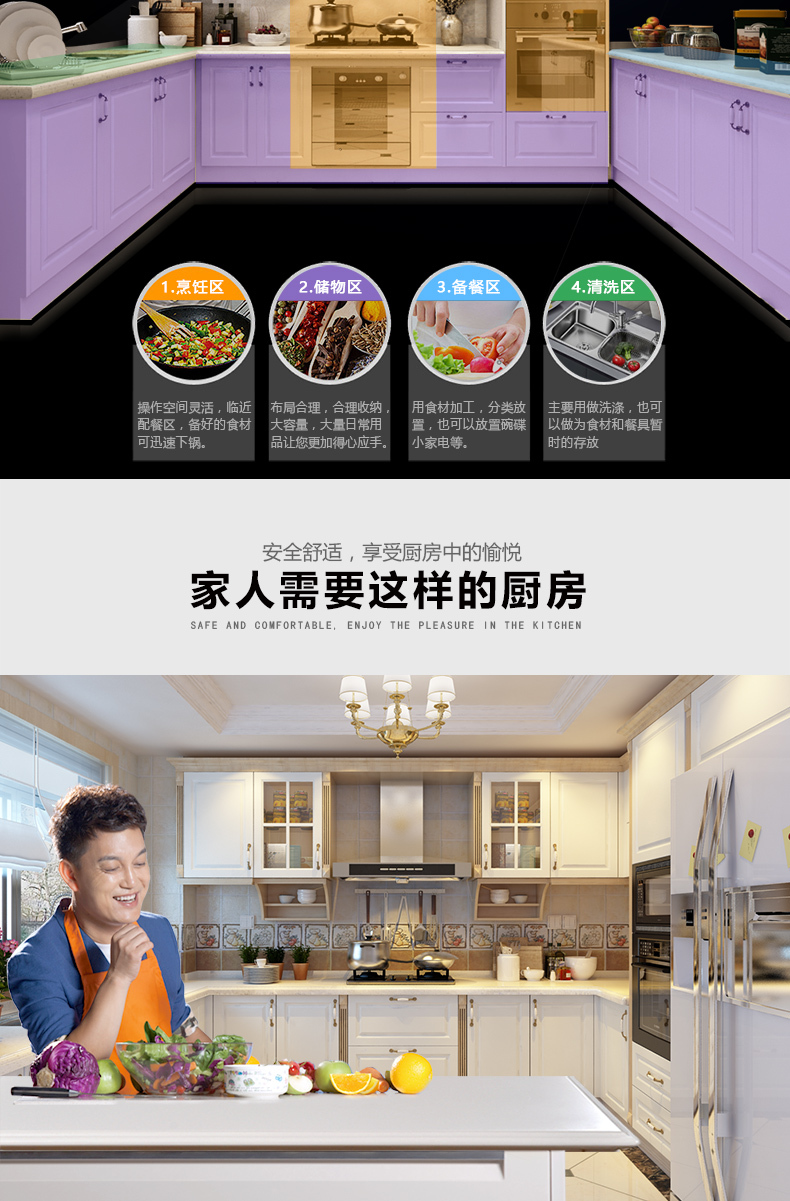 1.烹饪区
2.储物区
3.备餐区
4.清洗区
操作空间灵活，临近
配餐区，备好的食材
可迅速下锅。
布局合理，合理收纳，
大容量，大量日常用
品让您更加得心应手。
用食材加工，分类放
置，也可以放置碗碟
小家电等。
主要用做洗涤，也可
以做为食材和餐具暂
时的存放
安全舒适，享受厨房中的愉悦
家人需要这样的厨房
SAFE AND COMFORTABLE, ENJOY THE PLEASURE IN THE KITCHEN